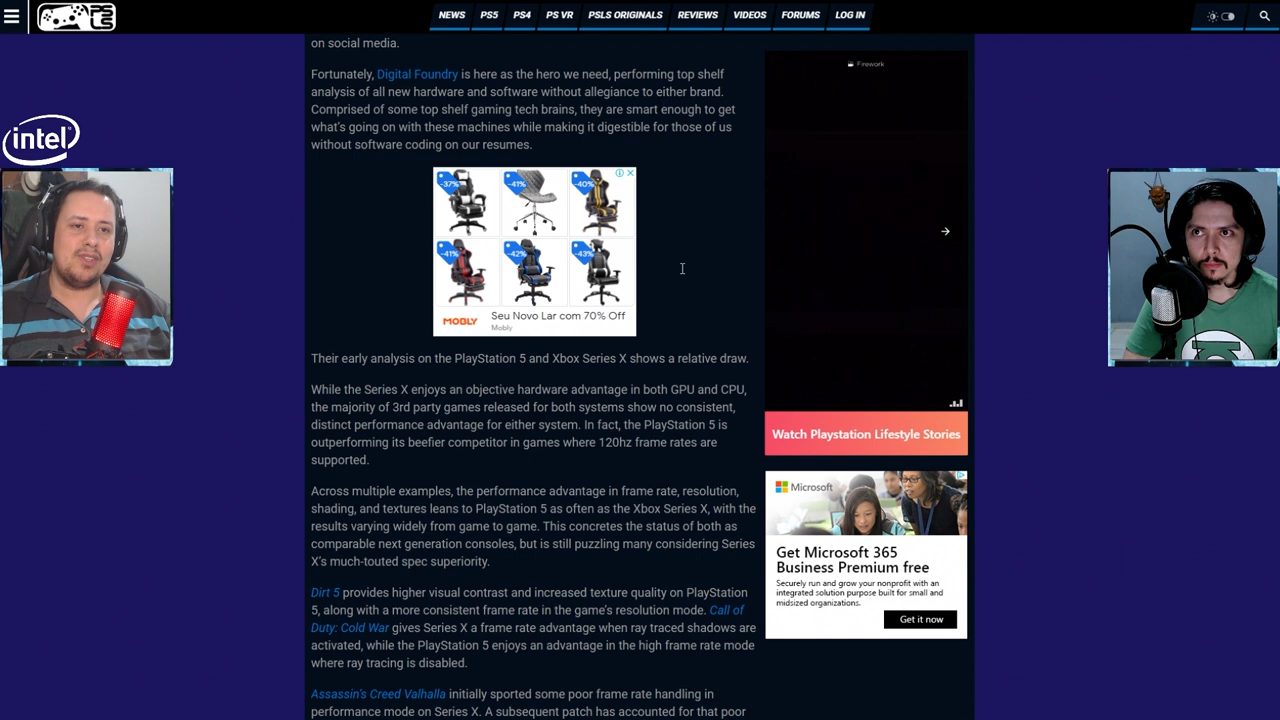 NEWS PS5 PS4 PS VR PSLS ORIGINALS REVIEWS VIDEOS FORUMS LOG IN
intel
on social media.
Fortunately, Digital Foundry is here as the hero we need, performing top shelf
analysis of all new hardware and software without allegiance to either brand.
Comprised of some top shelf gaming tech brains, they are smart enough to get
what's going on with these machines while making it digestible for those of us
without software coding on our resumes.
-37% -41% -40%
-41% -42% -43%
MOBLY
Seu Novo Lar com 70% Off
Mobly
Their early analysis on the PlayStation 5 and Xbox Series X shows a relative draw.
While the Series X enjoys an objective hardware advantage in both GPU and CPU,
the majority of 3rd party games released for both systems show no consistent,
distinct performance advantage for either system. In fact, the PlayStation 5 is
outperforming its beefier competitor in games where 120hz frame rates are
supported.
Across multiple examples, the performance advantage in frame rate, resolution,
shading, and textures leans to PlayStation 5 as often as the Xbox Series X, with the
results varying widely from game to game. This concretes the status of both as
comparable next generation consoles, but is still puzzling many considering Series
X's much-touted spec superiority.
Dirt 5 provides higher visual contrast and increased texture quality on PlayStation
5, along with a more consistent frame rate in the game's resolution mode. Call of
Duty: Cold War gives Series X a frame rate advantage when ray traced shadows are
activated, while the PlayStation 5 enjoys an advantage in the high frame rate mode
where ray tracing is disabled.
Assassin's Creed Valhalla initially sported some poor frame rate handling in
performance mode on Series X. A subsequent patch has accounted for that poor
Firework
Watch Playstation Lifestyle Stories
Microsoft
Get Microsoft 365
Business Premium free
Securely run and grow your nonprofit with an
integrated solution purpose built for small and
midsized organizations.
Get it now